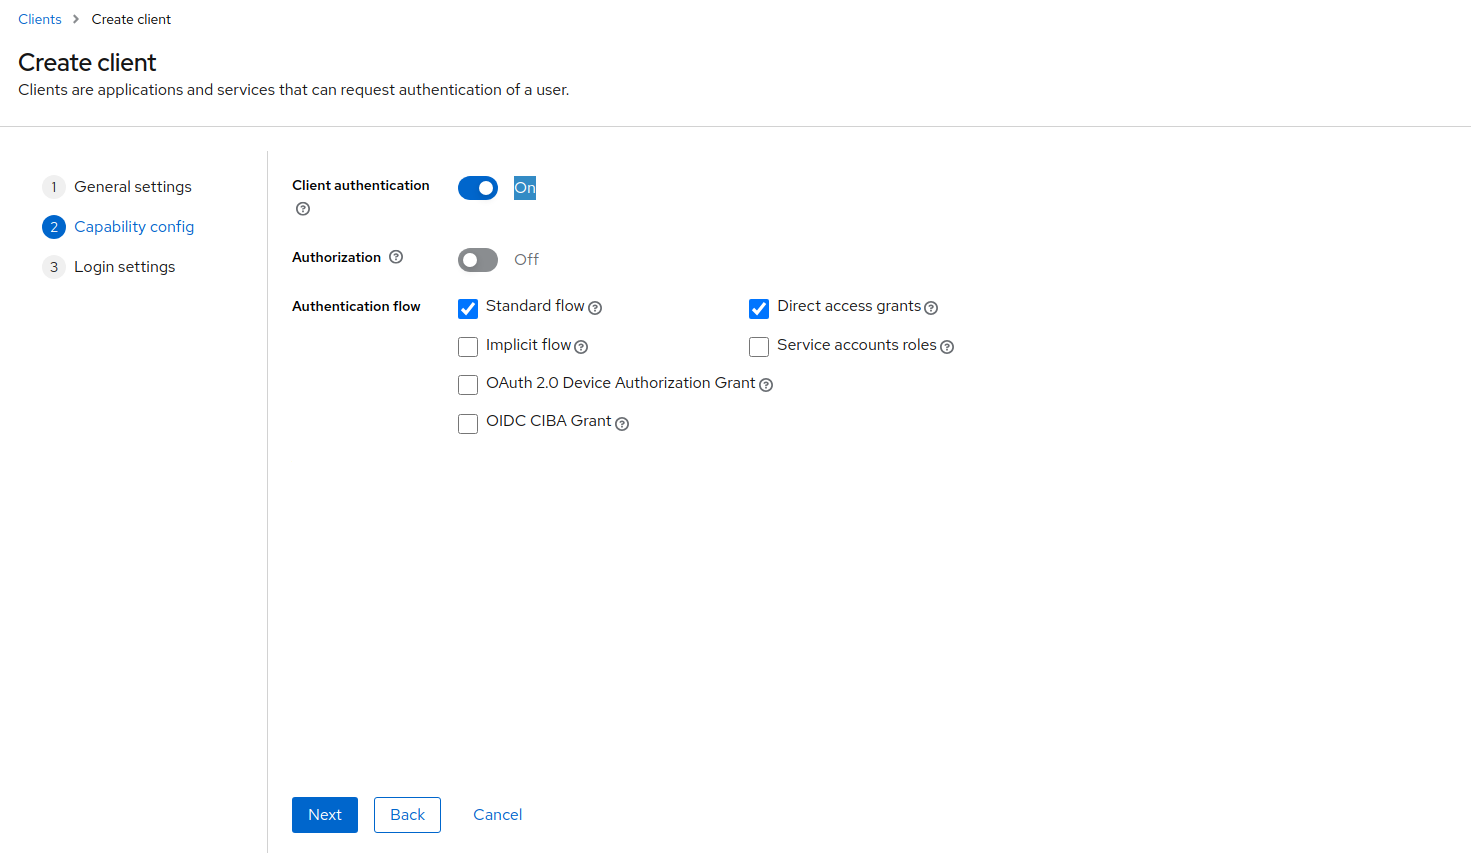 Clients > Create client
Create client
Clients are applications and services that can request authentication of a user.
1 General settings
2 Capability config
3 Login settings
Client authentication On
Authorization Off
Authentication flow Standard flow Direct access grants
Implicit flow Service accounts roles
OAuth 2.0 Device Authorization Grant
OIDC CIBA Grant
Next Back Cancel